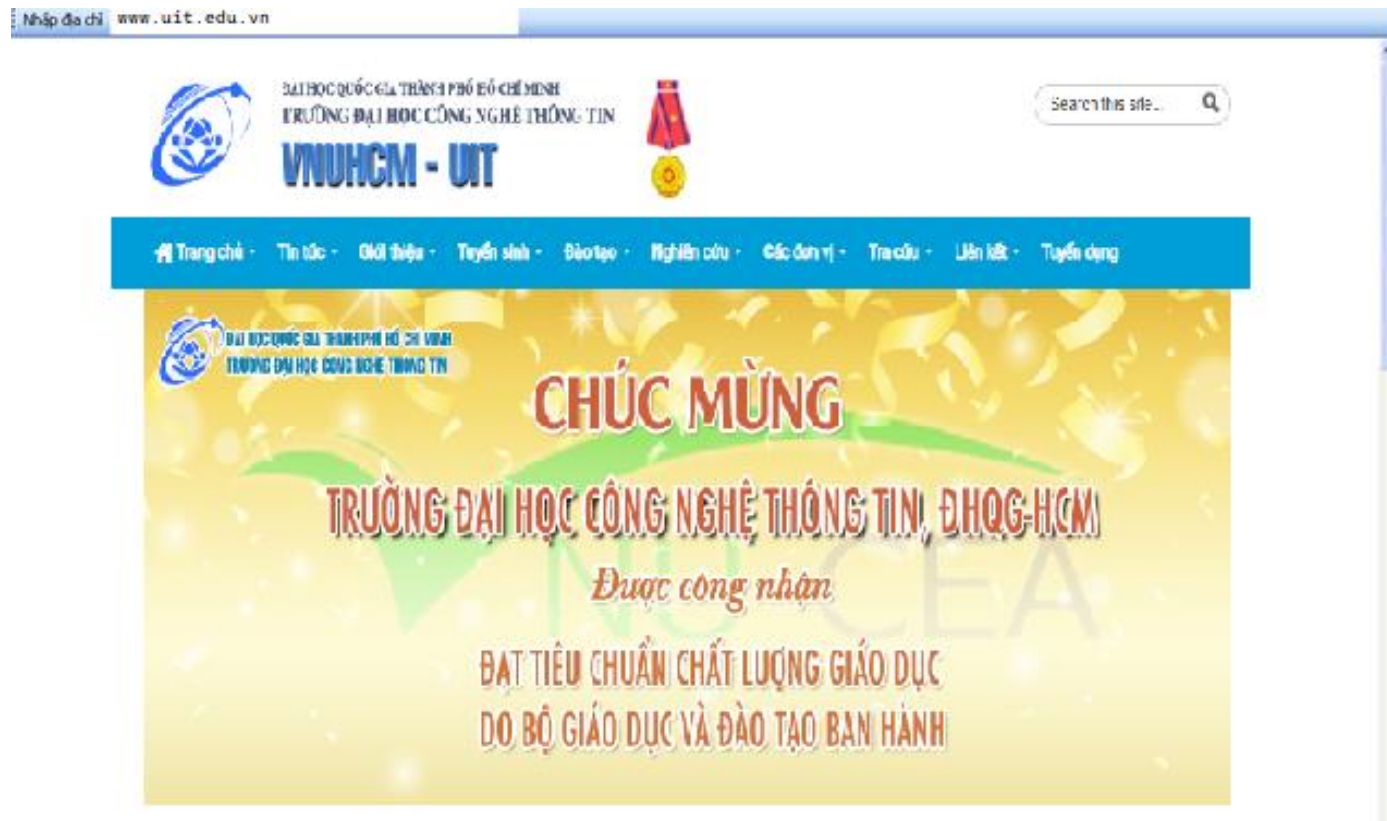 Nhập địa chỉ www.uit.edu.vn
ĐẠI HỌC QUỐC GIA THÀNH PHỐ HỒ CHÍ MINH
TRƯỜNG ĐẠI HỌC CÔNG NGHỆ THÔNG TIN
VNUHCM - UIT
Search this site...
Trang chủ Tin tức Giới thiệu Tuyển sinh Đào tạo Nghiên cứu Các đơn vị Tra cứu Liên kết Tuyển dụng
ĐẠI HỌC QUỐC GIA THÀNH PHỐ HỒ CHÍ MINH
TRƯỜNG ĐẠI HỌC CÔNG NGHỆ THÔNG TIN
CHÚC MỪNG
TRƯỜNG ĐẠI HỌC CÔNG NGHỆ THÔNG TIN, ĐHQG-HCM
Được công nhận
ĐẠT TIÊU CHUẨN CHẤT LƯỢNG GIÁO DỤC
DO BỘ GIÁO DỤC VÀ ĐÀO TẠO BAN HÀNH
NU-CEA